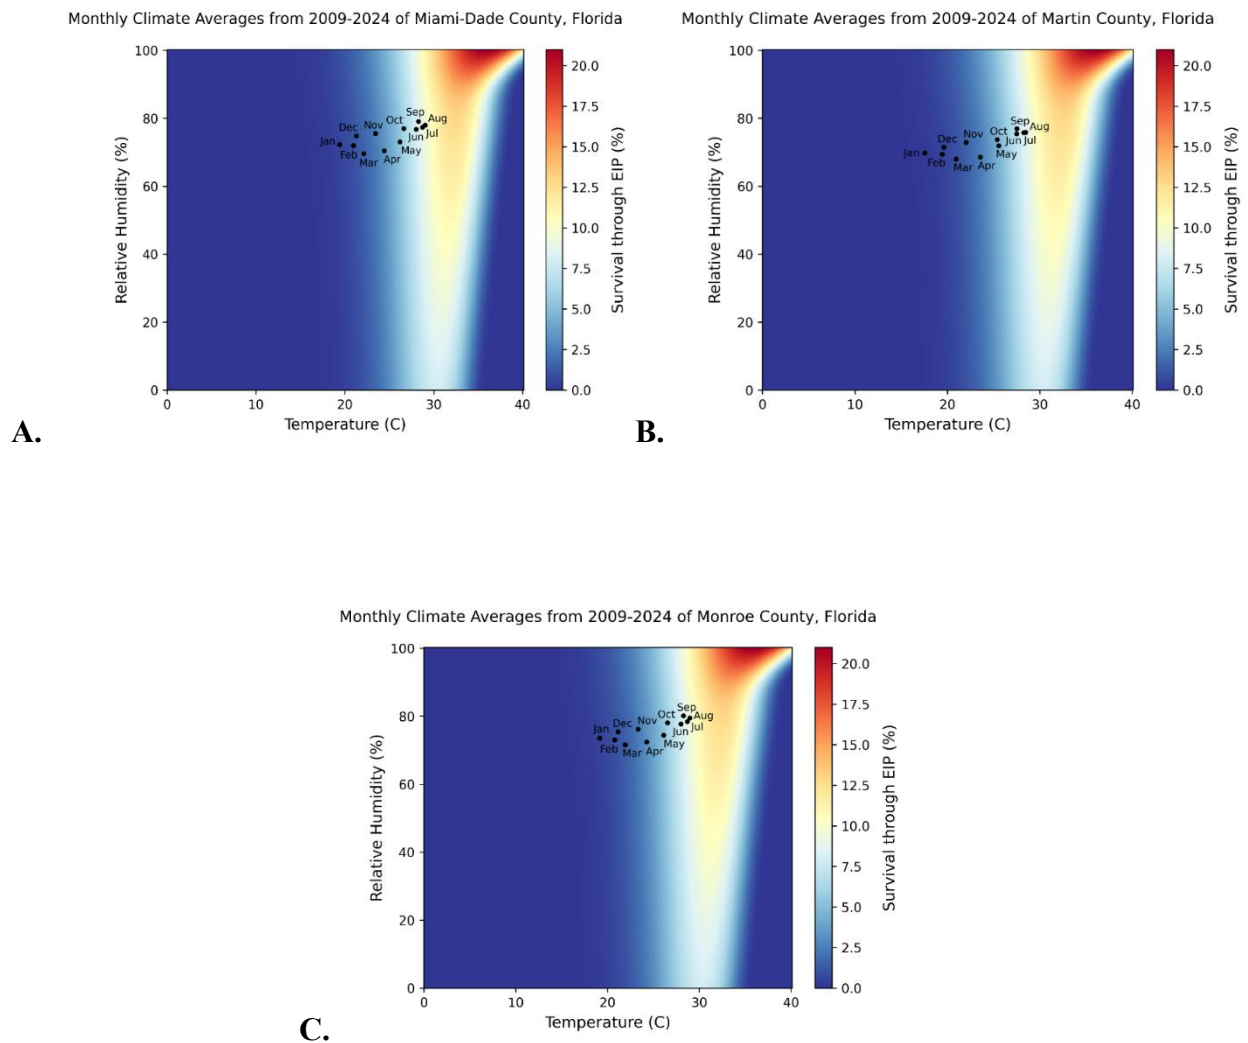 Monthly Climate Averages from 2009-2024 of Miami-Dade County, Florida
100
80
60
40
20
0
Relative Humidity (%)
Jan
Dec
Feb
Nov
Mar
Apr
Oct
Sep
May
Jun
Aug
Jul
0
10
20
30
40
Temperature (C)
20.0
17.5
15.0
12.5
10.0
7.5
5.0
2.5
0.0
Survival through EIP (%)
A.
Monthly Climate Averages from 2009-2024 of Martin County, Florida
100
80
60
40
20
0
Relative Humidity (%)
Jan
Dec
Feb
Nov
Mar
Apr
Oct
Sep
May
Jun
Aug
Jul
0
10
20
30
40
Temperature (C)
20.0
17.5
15.0
12.5
10.0
7.5
5.0
2.5
0.0
Survival through EIP (%)
B.
Monthly Climate Averages from 2009-2024 of Monroe County, Florida
100
80
60
40
20
0
Relative Humidity (%)
Jan
Dec
Feb
Nov
Mar
Apr
Oct
Sep
May
Jun
Aug
Jul
0
10
20
30
40
Temperature (C)
20.0
17.5
15.0
12.5
10.0
7.5
5.0
2.5
0.0
Survival through EIP (%)
C.